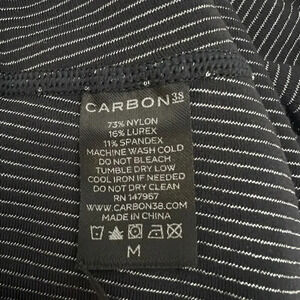 CARBON38
73% NYLON
16% LUREX
11% SPANDEX
MACHINE WASH COLD
DO NOT BLEACH
TUMBLE DRY LOW
COOL IRON IF NEEDED
DO NOT DRY CLEAN
RN 147967
WWW.CARBON38.COM
MADE IN CHINA
M